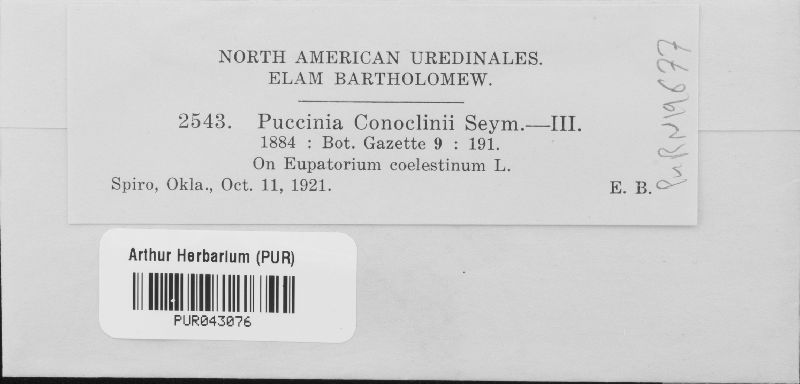 NORTH AMERICAN UREDINALES.
ELAM BARTHOLOMEW.
2543. Puccinia Conoclinii Seym.—III.
1884 : Bot. Gazette 9 : 191.
On Eupatorium coelestinum L.
Spiro, Okla., Oct. 11, 1921.
E. B.
PURN19677
Arthur Herbarium (PUR)
PUR043076